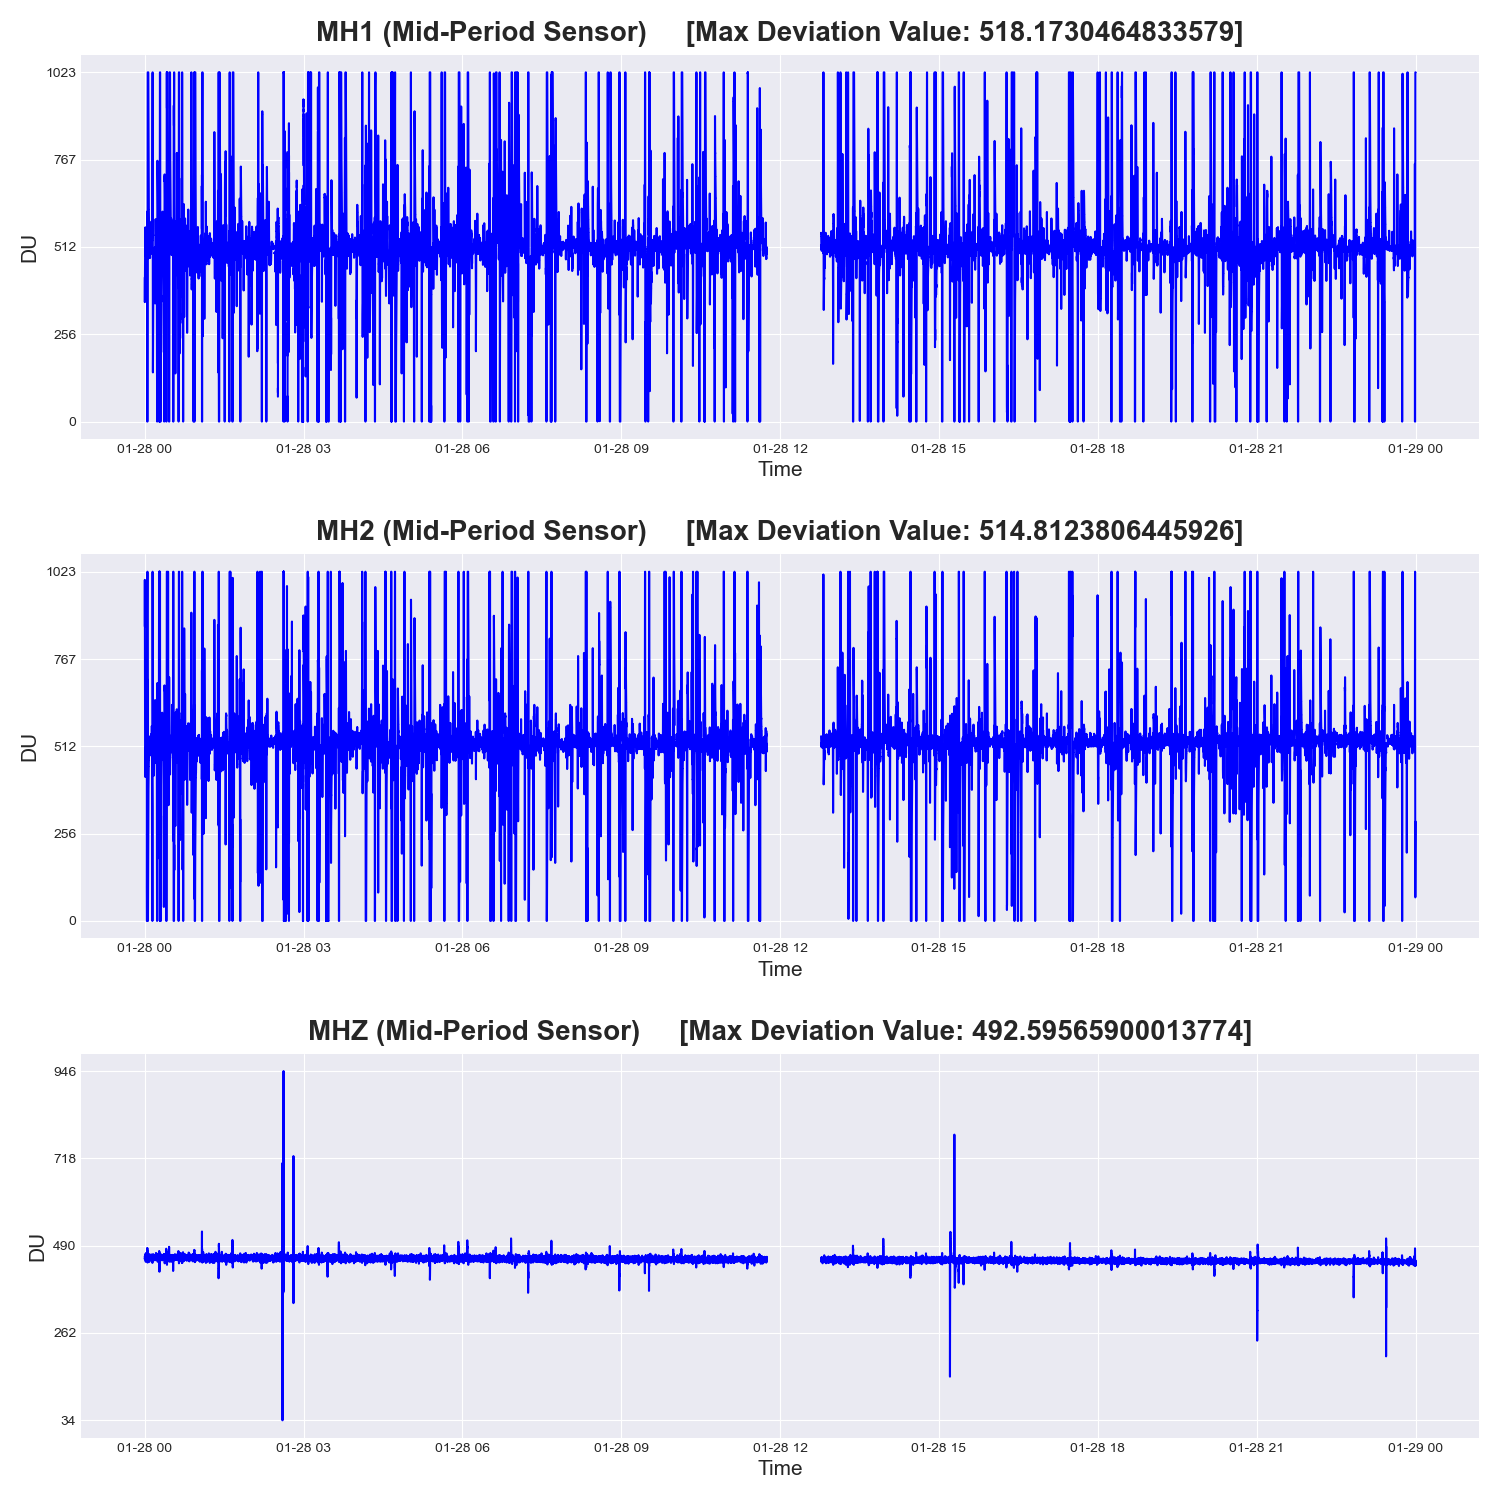 MH1 (Mid-Period Sensor) [Max Deviation Value: 518.1730464833579]
1023
767
512
256
0
DU
01-28 00 01-28 03 01-28 06 01-28 09 01-28 12 01-28 15 01-28 18 01-28 21 01-29 00
Time
MH2 (Mid-Period Sensor) [Max Deviation Value: 514.8123806445926]
1023
767
512
256
0
DU
01-28 00 01-28 03 01-28 06 01-28 09 01-28 12 01-28 15 01-28 18 01-28 21 01-29 00
Time
MHZ (Mid-Period Sensor) [Max Deviation Value: 492.59565900013774]
946
718
490
262
34
DU
01-28 00 01-28 03 01-28 06 01-28 09 01-28 12 01-28 15 01-28 18 01-28 21 01-29 00
Time